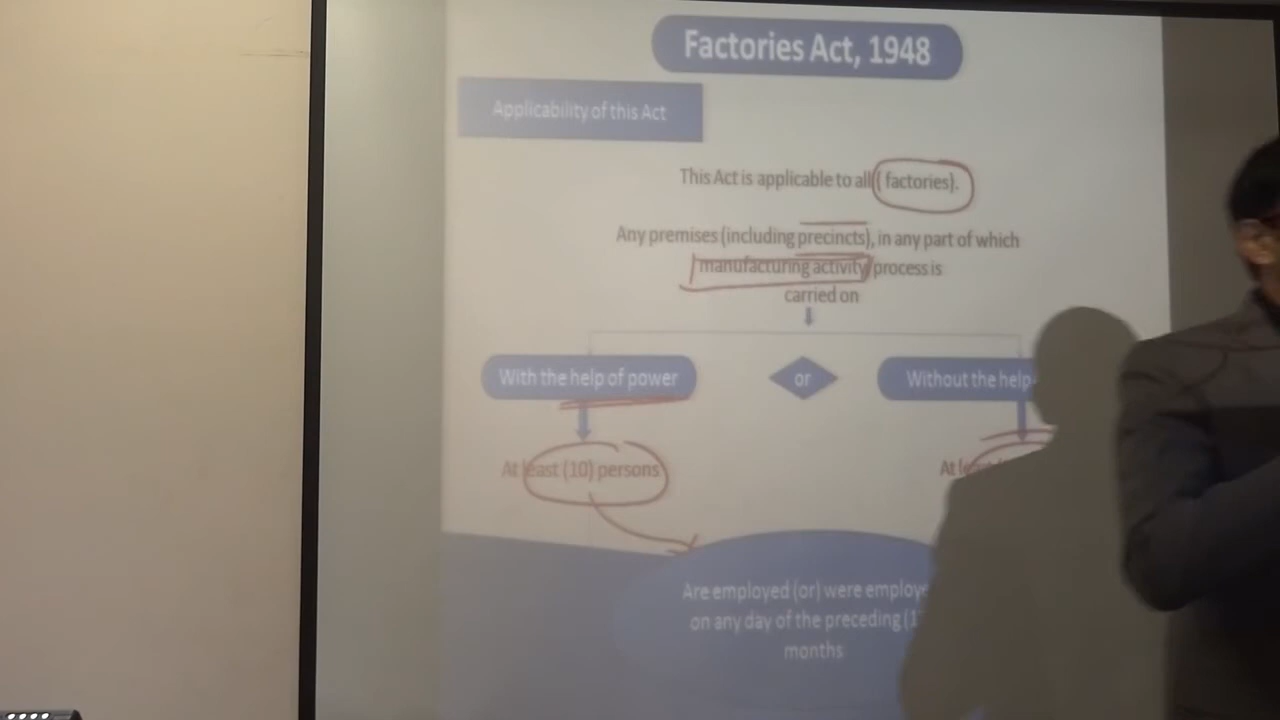 Factories Act, 1948
Applicability of this Act
This Act is applicable to all ( factories).
Any premises (including precincts), in any part of which
manufacturing activity process is
carried on
With the help of power
or
Without the help
At least (10) persons
At
Are employed (or) were
on any day of the preceding
months